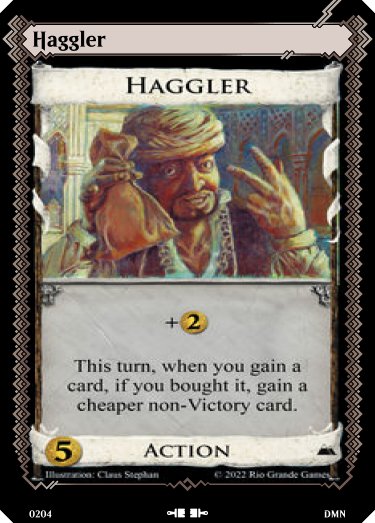 Haggler
HAGGLER
+2
This turn, when you gain a
card, if you bought it, gain a
cheaper non-Victory card.
5
ACTION
Illustration: Claus Stephan
© 2022 Rio Grande Games
0204
DMN